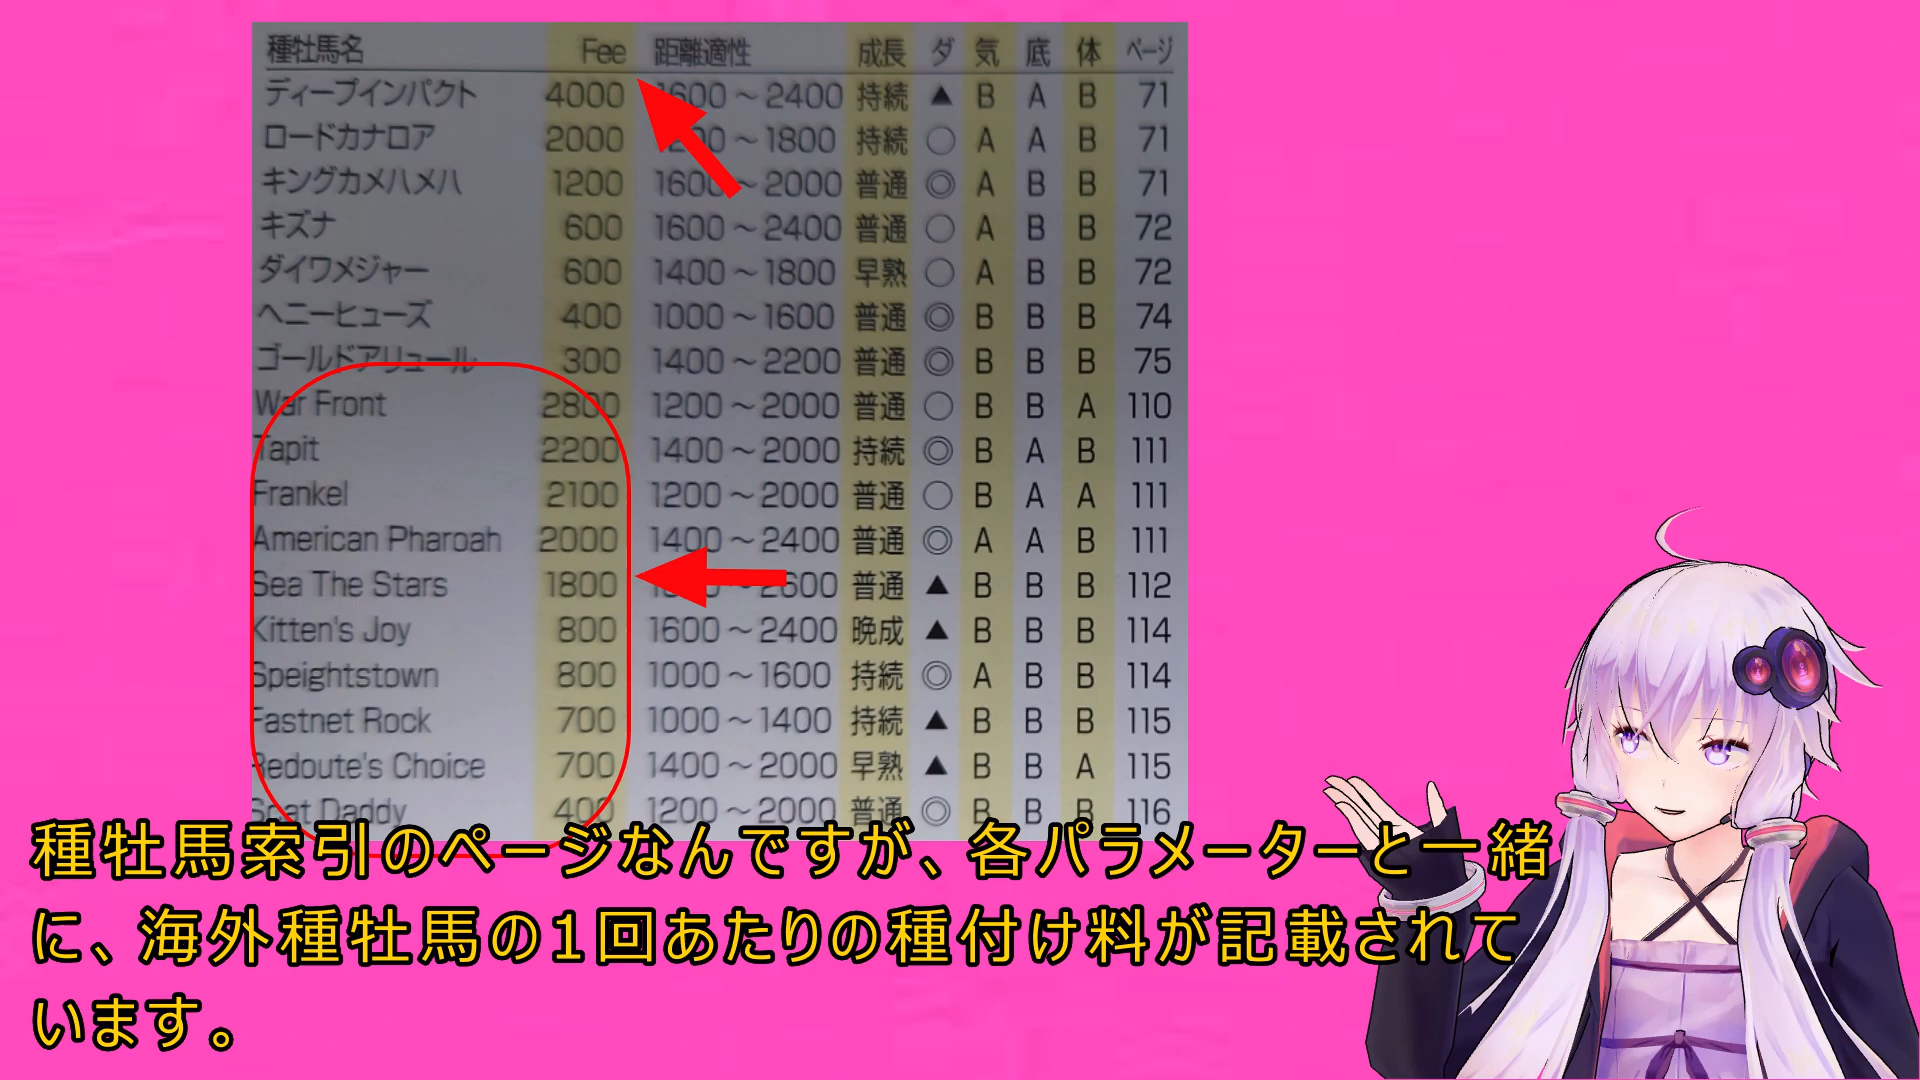 種牡馬名 Fee 距離適性 成長 ダ 気 底 体 ページ
ディープインパクト 4000 1600～2400 持続 ▲ B A B 71
ロードカナロア 2000 ～1800 持続 ○ A A B 71
キングカメハメハ 1200 1600～2000 普通 ◎ A B B 71
キズナ 600 1600～2400 普通 ○ A B B 72
ダイワメジャー 600 1400～1800 早熟 ○ A B B 72
ヘニーヒューズ 400 1000～1600 普通 ◎ B B B 74
ゴールドアリュール 300 1400～2200 普通 ◎ B B B 75
War Front 2800 1200～2000 普通 ○ B B A 110
Tapit 2200 1400～2000 持続 ◎ B A B 111
Frankel 2100 1200～2000 普通 ○ B A A 111
American Pharoah 2000 1400～2400 普通 ◎ A A B 111
Sea The Stars 1800 ～2600 普通 ▲ B B B 112
Kitten's Joy 800 1600～2400 晩成 ▲ B B B 114
Speightstown 800 1000～1600 持続 ◎ A B B 114
Fastnet Rock 700 1000～1400 持続 ▲ B B B 115
Redoute's Choice 700 1400～2000 早熟 ▲ B B A 115
Scat Daddy 400 1200～2000 普通 ◎ B B B 116
種牡馬索引のページなんですが、各パラメーターと一緒
に、海外種牡馬の1回あたりの種付け料が記載されて
います。